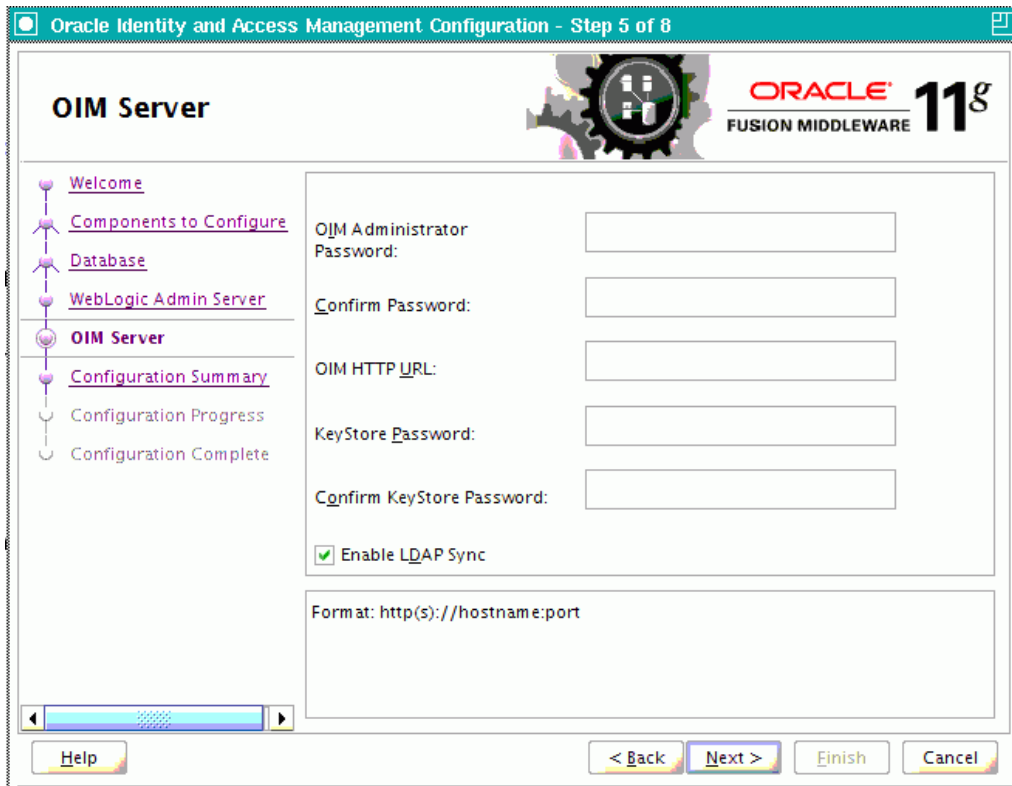 Oracle Identity and Access Management Configuration - Step 5 of 8
OIM Server
ORACLE
FUSION MIDDLEWARE
11g
Welcome
Components to Configure
Database
WebLogic Admin Server
OIM Server
Configuration Summary
Configuration Progress
Configuration Complete
OIM Administrator
Password:
Confirm Password:
OIM HTTP URL:
KeyStore Password:
Confirm KeyStore Password:
Enable LDAP Sync
Format: http(s)://hostname:port
Help
< Back
Next >
Finish
Cancel